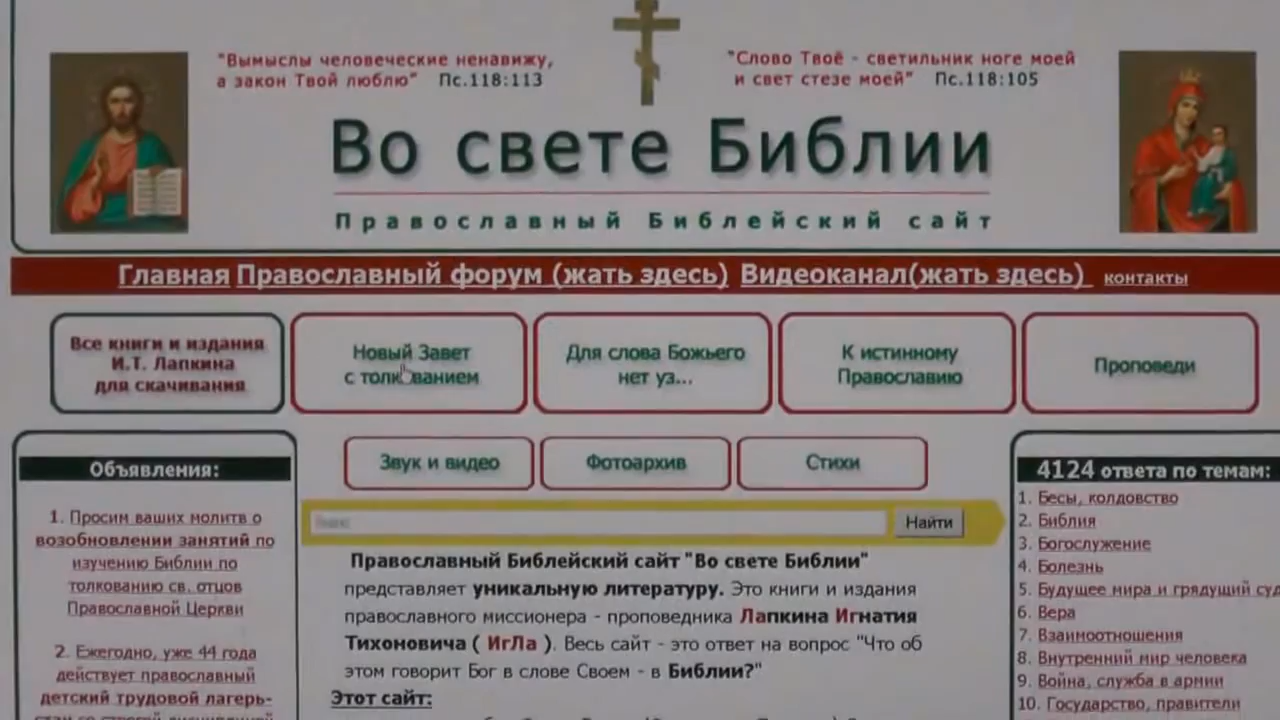 "Вымыслы человеческие ненавижу,
а закон Твой люблю" Пс.118:113
"Слово Твоё - светильник ноге моей
и свет стезе моей" Пс.118:105
Во свете Библии
Православный Библейский сайт
Главная Православный форум (жать здесь) Видеоканал(жать здесь) контакты
Все книги и издания
И.Т. Лапкина
для скачивания
Новый Завет
с толкованием
Для слова Божьего
нет уз...
К истинному
Православию
Проповеди
Звук и видео
Фотоархив
Стихи
Объявления:
1. Просим ваших молитв о
возобновлении занятий по
изучению Библии по
толкованию св. отцов
Православной Церкви
2. Ежегодно, уже 44 года
действует православный
детский трудовой лагерь-
Найти
Православный Библейский сайт "Во свете Библии"
представляет уникальную литературу. Это книги и издания
православного миссионера - проповедника Лапкина Игнатия
Тихоновича ( ИгЛа ). Весь сайт - это ответ на вопрос "Что об
этом говорит Бог в слове Своем - в Библии?"
Этот сайт:
4124 ответа по темам:
1. Бесы, колдовство
2. Библия
3. Богослужение
4. Болезнь
5. Будущее мира и грядущий суд
6. Вера
7. Взаимоотношения
8. Внутренний мир человека
9. Война, служба в армии
10. Государство, правители